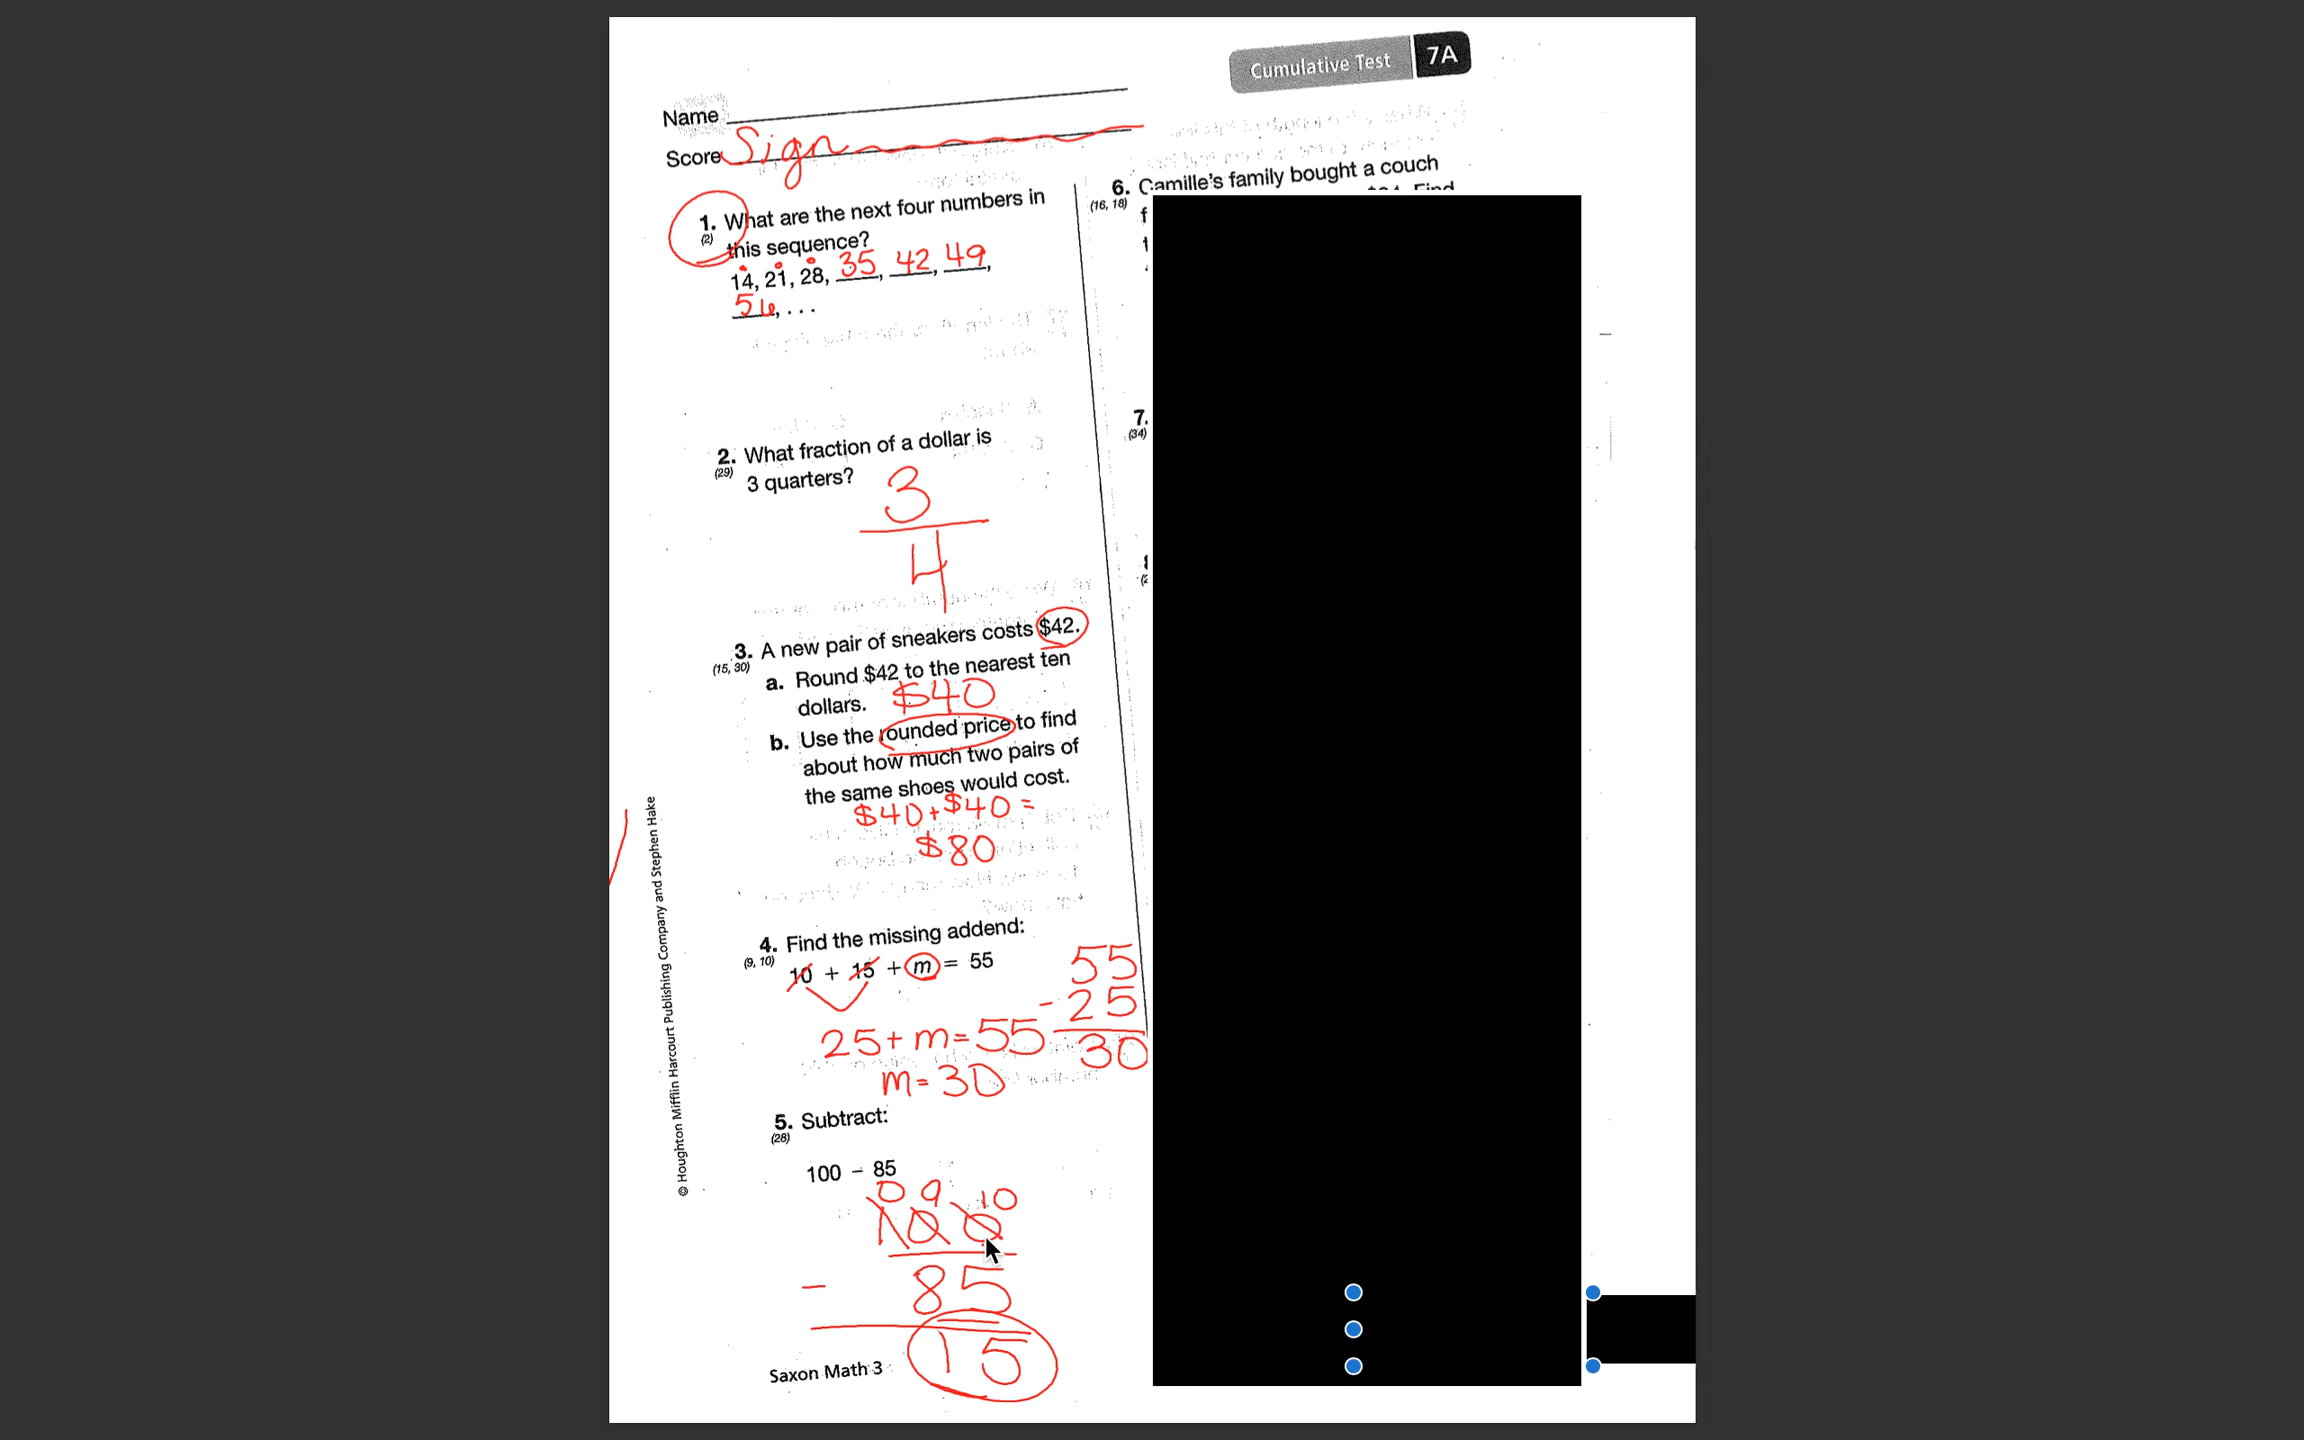 Cumulative Test 7A
Name
Score Sign
1. What are the next four numbers in
(2) this sequence?
14, 21, 28, 35, 42, 49,
56, . . .
2. What fraction of a dollar is
(29) 3 quarters?
3
4
3. A new pair of sneakers costs $42.
(15, 30)
a. Round $42 to the nearest ten
dollars. $40
b. Use the rounded price to find
about how much two pairs of
the same shoes would cost.
$40+$40=
$80
4. Find the missing addend:
(9, 10)
10 + 15 + m = 55
55
- 25
30
25+m=55
m=30
5. Subtract:
(28)
100 - 85
0 9 10
100
- 85
15
Saxon Math 3
© Houghton Mifflin Harcourt Publishing Company and Stephen Hake
6. Camille's family bought a couch
(16, 18)
Find
7.
(34)